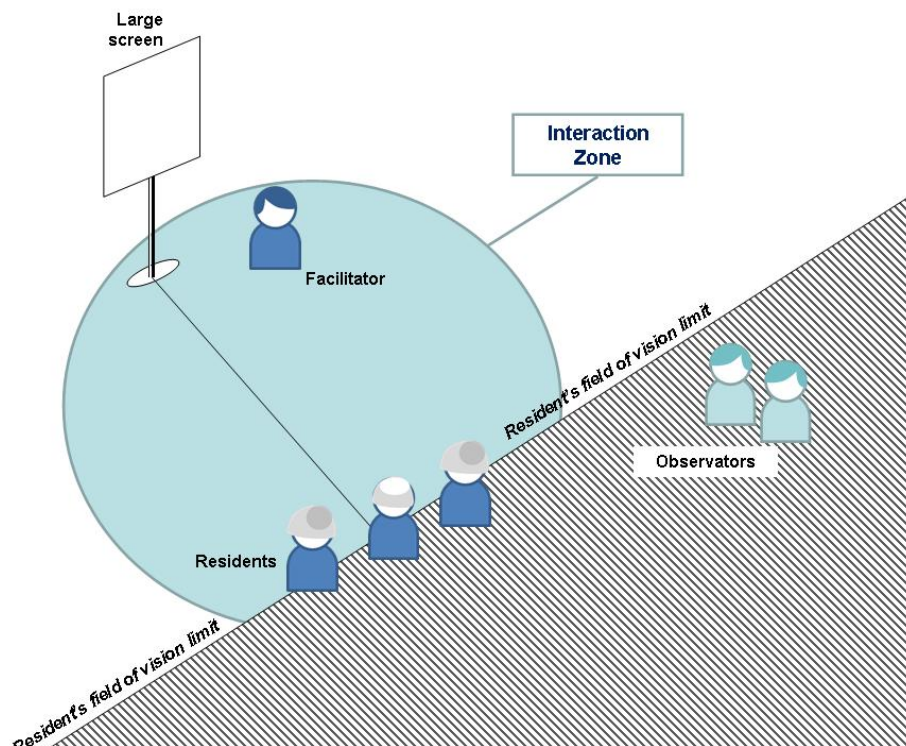 Large
screen
Interaction
Zone
Facilitator
Resident's field of vision limit
Observators
Residents
Resident's field of vision limit